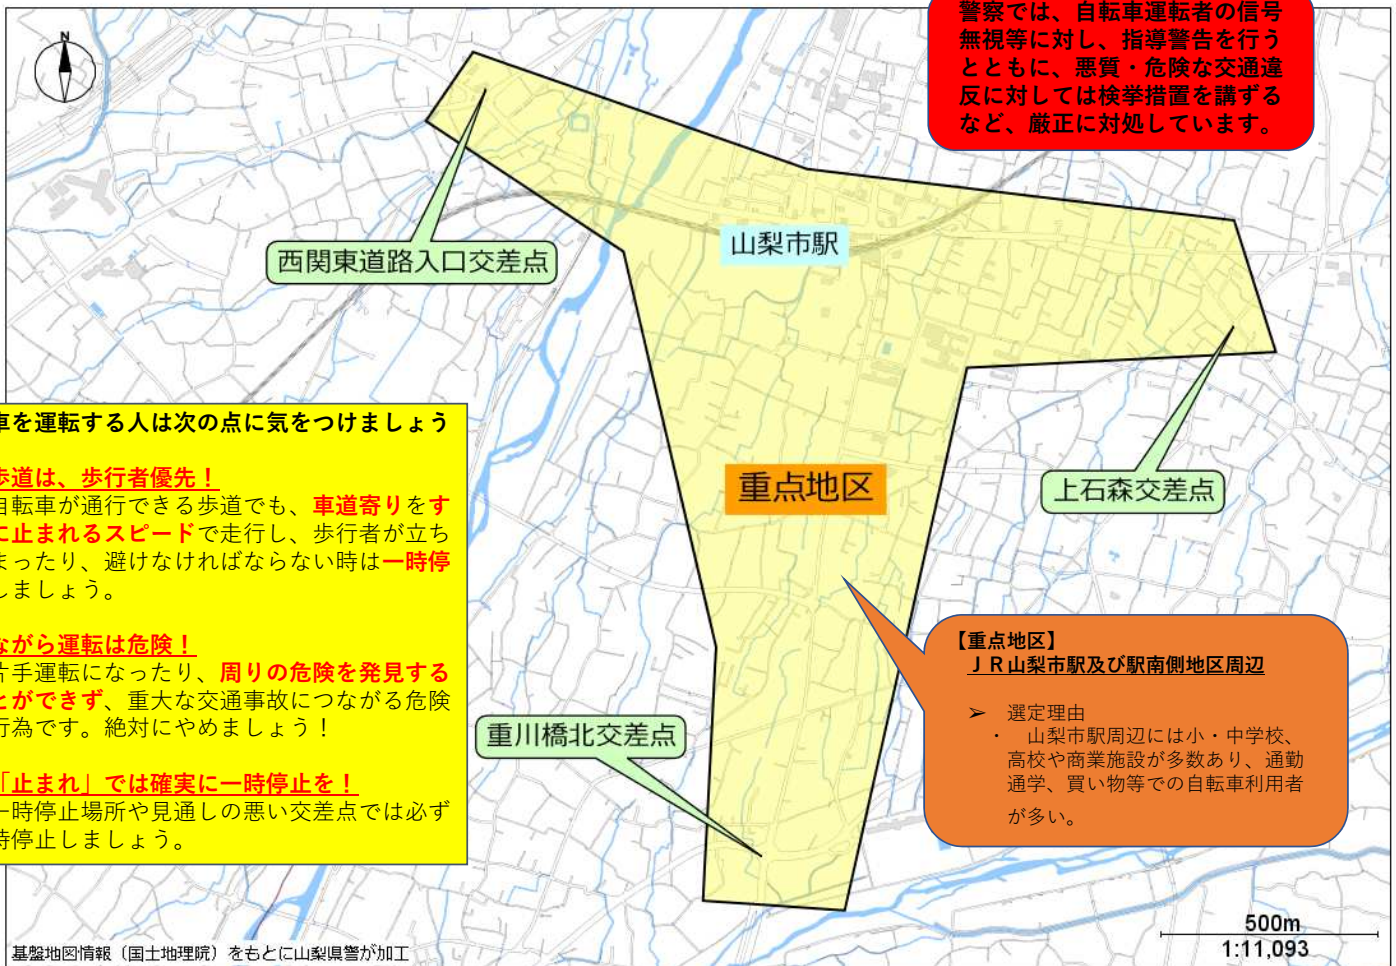 N
警察では、自転車運転者の信号
無視等に対し、指導警告を行う
とともに、悪質・危険な交通違
反に対しては検挙措置を講ずる
など、厳正に対処しています。
山梨市駅
西関東道路入口交差点
車を運転する人は次の点に気をつけましょう
歩道は、歩行者優先！
自転車が通行できる歩道でも、車道寄りをす
に止まれるスピードで走行し、歩行者が立ち
まったり、避けなければならない時は一時停
しましょう。
ながら運転は危険！
片手運転になったり、周りの危険を発見する
とができず、重大な交通事故につながる危険
行為です。絶対にやめましょう！
「止まれ」では確実に一時停止を！
一時停止場所や見通しの悪い交差点では必ず
時停止しましょう。
重点地区
上石森交差点
重川橋北交差点
【重点地区】
ＪＲ山梨市駅及び駅南側地区周辺
➢ 選定理由
・ 山梨市駅周辺には小・中学校、
高校や商業施設が多数あり、通勤
通学、買い物等での自転車利用者
が多い。
500m
1:11,093
基盤地図情報（国土地理院）をもとに山梨県警が加工